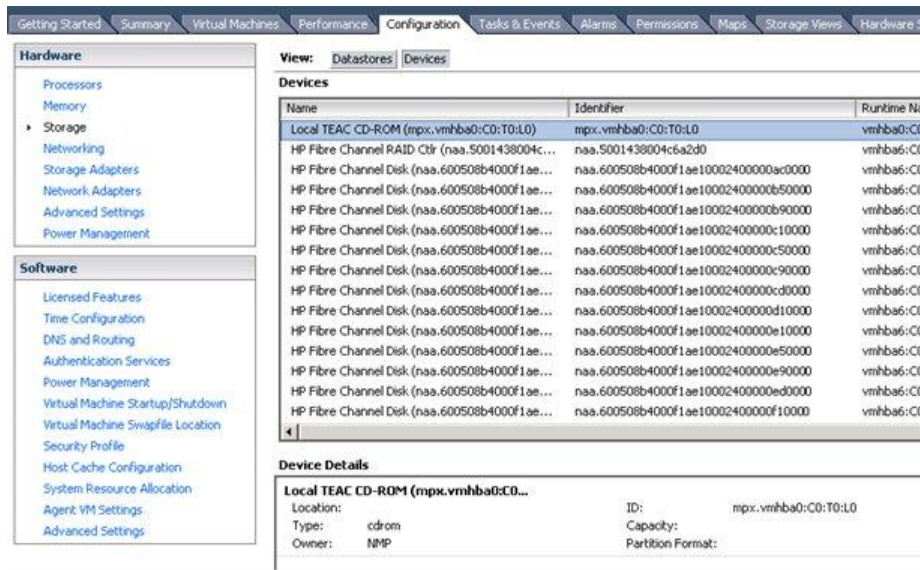 Getting Started Summary Virtual Machines Performance Configuration Tasks & Events Alarms Permissions Maps Storage Views Hardware S
Hardware
Processors
Memory
Storage
Networking
Storage Adapters
Network Adapters
Advanced Settings
Power Management
Software
Licensed Features
Time Configuration
DNS and Routing
Authentication Services
Power Management
Virtual Machine Startup/Shutdown
Virtual Machine Swapfile Location
Security Profile
Host Cache Configuration
System Resource Allocation
Agent VM Settings
Advanced Settings
View: Datastores Devices
Devices
Name Identifier Runtime Na
Local TEAC CD-ROM (mpx.vmhba0:C0:T0:L0) mpx.vmhba0:C0:T0:L0 vmhba0:C0
HP Fibre Channel RAID Ctlr (naa.5001438004c... naa.5001438004c6a2d0 vmhba6:C0
HP Fibre Channel Disk (naa.600508b4000f1ae... naa.600508b4000f1ae10002400000ac0000 vmhba6:C0
HP Fibre Channel Disk (naa.600508b4000f1ae... naa.600508b4000f1ae10002400000b50000 vmhba6:C0
HP Fibre Channel Disk (naa.600508b4000f1ae... naa.600508b4000f1ae10002400000b90000 vmhba6:C0
HP Fibre Channel Disk (naa.600508b4000f1ae... naa.600508b4000f1ae10002400000c10000 vmhba6:C0
HP Fibre Channel Disk (naa.600508b4000f1ae... naa.600508b4000f1ae10002400000c50000 vmhba6:C0
HP Fibre Channel Disk (naa.600508b4000f1ae... naa.600508b4000f1ae10002400000c90000 vmhba6:C0
HP Fibre Channel Disk (naa.600508b4000f1ae... naa.600508b4000f1ae10002400000cd0000 vmhba6:C0
HP Fibre Channel Disk (naa.600508b4000f1ae... naa.600508b4000f1ae10002400000d10000 vmhba6:C0
HP Fibre Channel Disk (naa.600508b4000f1ae... naa.600508b4000f1ae10002400000e10000 vmhba6:C0
HP Fibre Channel Disk (naa.600508b4000f1ae... naa.600508b4000f1ae10002400000e50000 vmhba6:C0
HP Fibre Channel Disk (naa.600508b4000f1ae... naa.600508b4000f1ae10002400000e90000 vmhba6:C0
HP Fibre Channel Disk (naa.600508b4000f1ae... naa.600508b4000f1ae10002400000ed0000 vmhba6:C0
HP Fibre Channel Disk (naa.600508b4000f1ae... naa.600508b4000f1ae10002400000f10000 vmhba6:C0
Device Details
Local TEAC CD-ROM (mpx.vmhba0:C0...
Location: ID: mpx.vmhba0:C0:T0:L0
Type: cdrom Capacity:
Owner: NMP Partition Format: